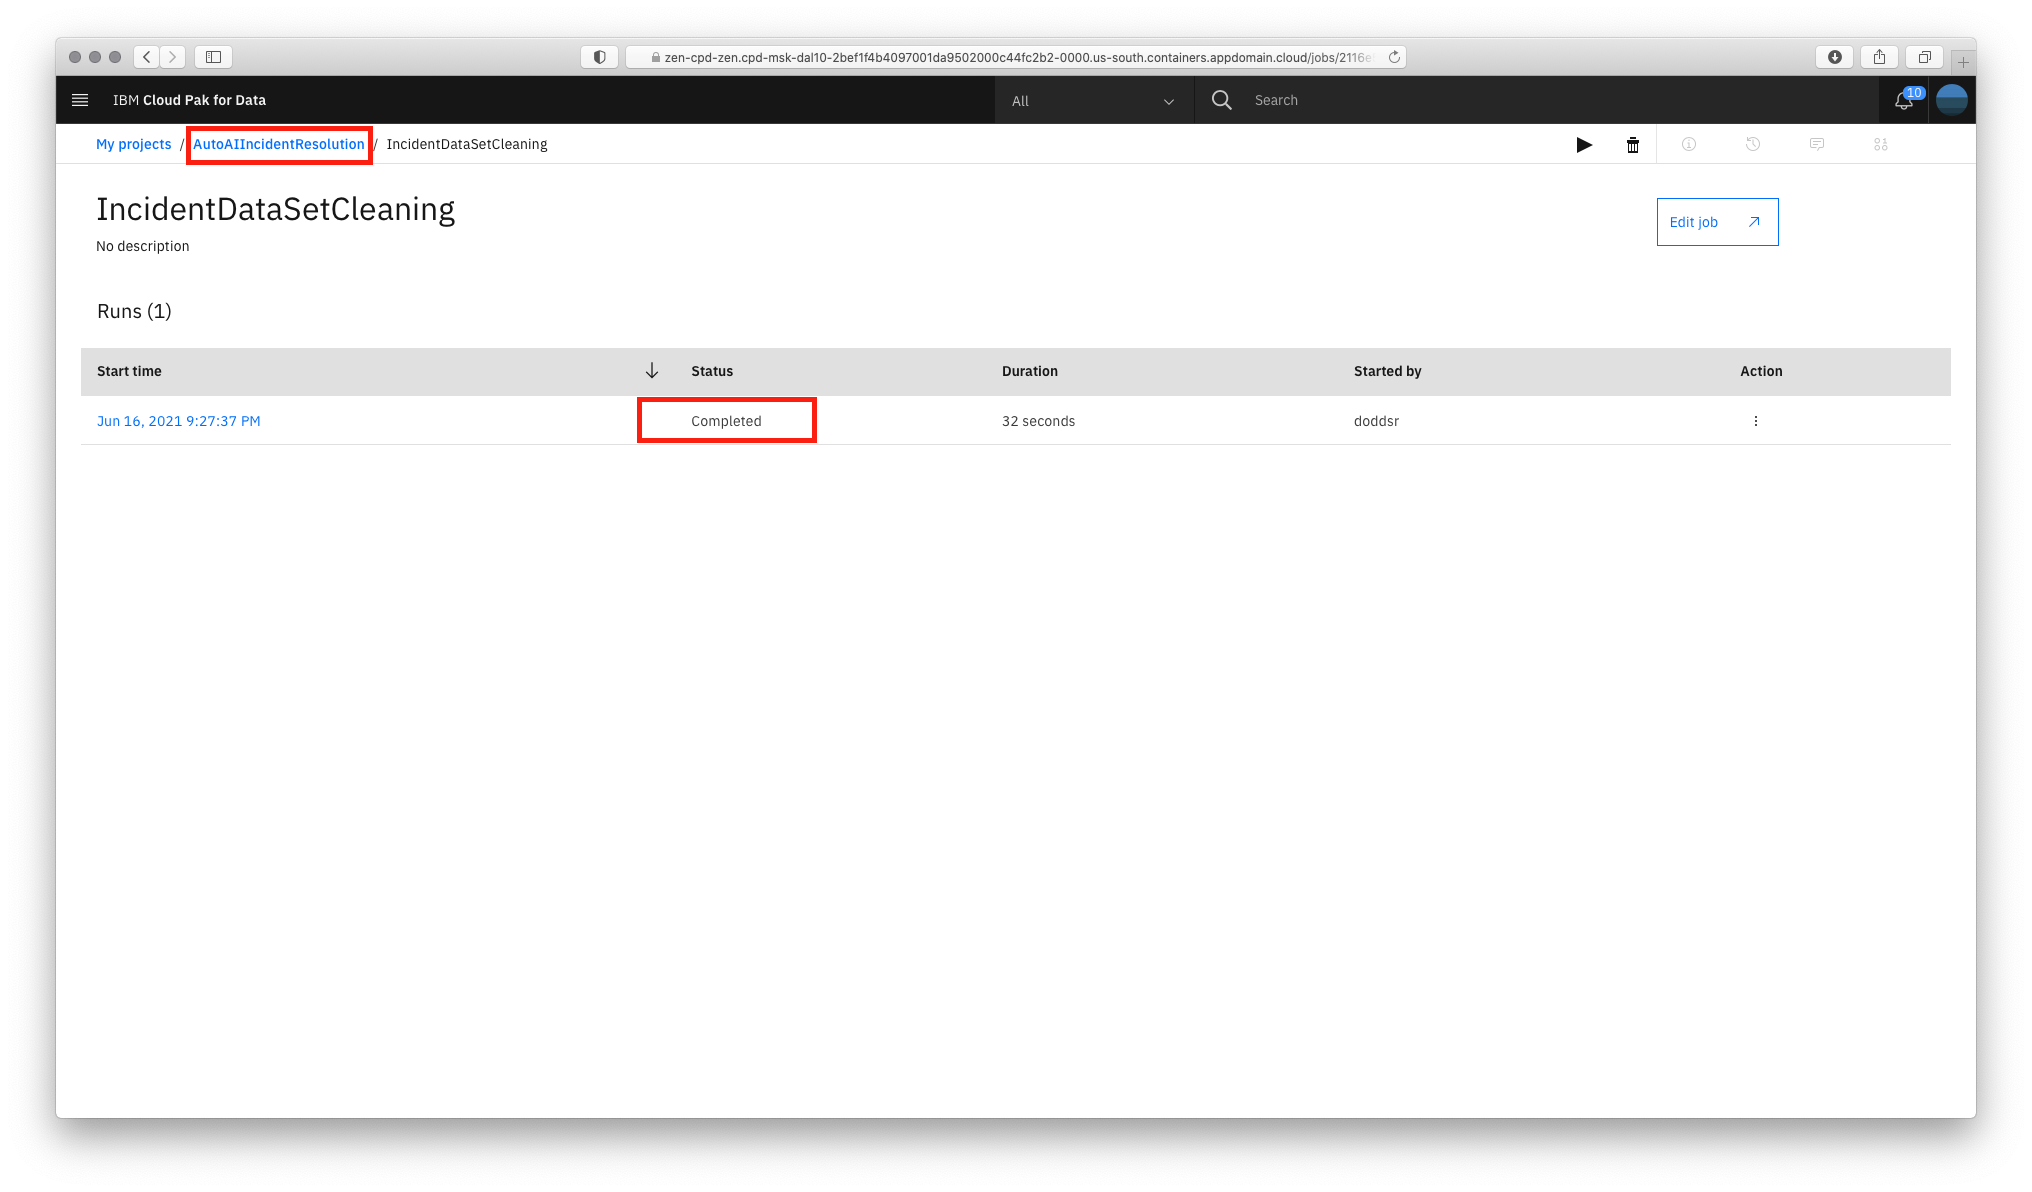 zen-cpd-zen.cpd-msk-dal10-2bef1f4b4097001da9502000c44fc2b2-0000.us-south.containers.appdomain.cloud/jobs/2116e
IBM Cloud Pak for Data All Search 10
My projects / AutoAIIncidentResolution / IncidentDataSetCleaning
IncidentDataSetCleaning
Edit job
No description
Runs (1)
Start time Status Duration Started by Action
Jun 16, 2021 9:27:37 PM Completed 32 seconds doddsr